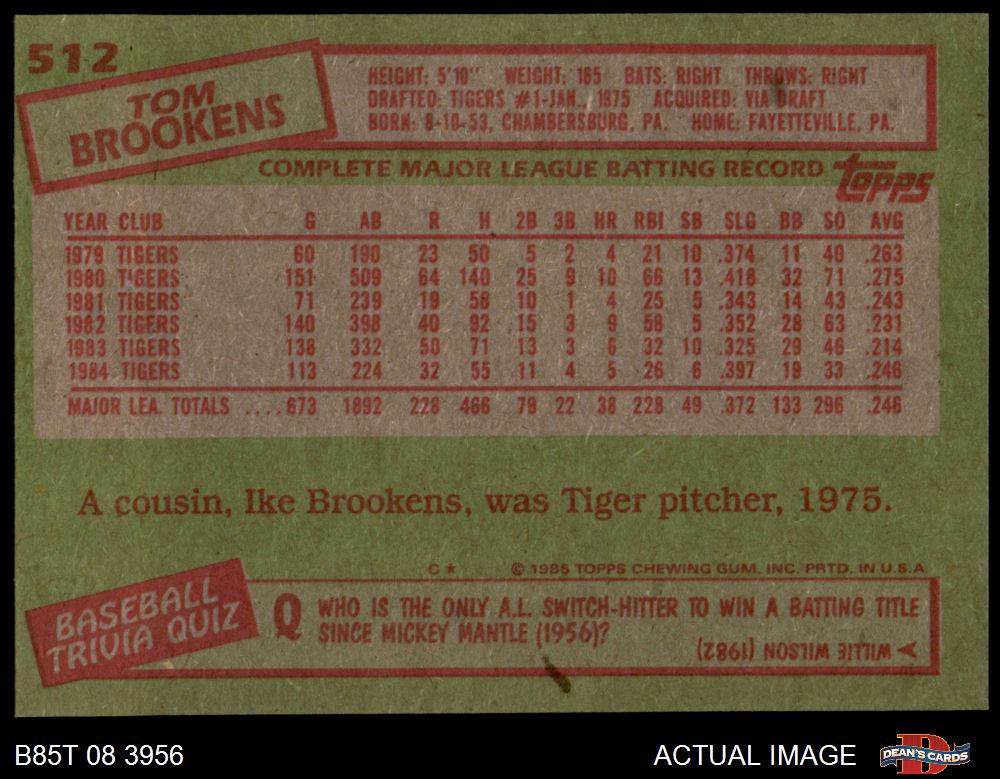 512
TOM
BROOKENS
HEIGHT: 5'10" WEIGHT: 165 BATS: RIGHT THROWS: RIGHT
DRAFTED: TIGERS #1-JAN., 1975 ACQUIRED: VIA DRAFT
BORN: 8-10-53, CHAMBERSBURG, PA. HOME: FAYETTEVILLE, PA.
COMPLETE MAJOR LEAGUE BATTING RECORD
TOPPS
YEAR CLUB G AB R H 2B 3B HR RBI SB SLG BB SO AVG
1979 TIGERS 60 190 23 50 5 2 4 21 10 .374 11 40 .263
1980 TIGERS 151 509 64 140 25 9 10 66 13 .418 32 71 .275
1981 TIGERS 71 239 19 58 10 1 4 25 5 .343 14 43 .243
1982 TIGERS 140 398 40 92 15 3 9 58 5 .352 28 63 .231
1983 TIGERS 138 332 50 71 13 3 6 32 10 .325 29 46 .214
1984 TIGERS 113 224 32 55 11 4 5 26 6 .397 19 33 .246
MAJOR LEA. TOTALS ....673 1892 228 466 79 22 38 228 49 .372 133 296 .246
A cousin, Ike Brookens, was Tiger pitcher, 1975.
C * © 1985 TOPPS CHEWING GUM, INC. PRTD. IN U.S.A
BASEBALL
TRIVIA QUIZ
Q WHO IS THE ONLY A.L. SWITCH-HITTER TO WIN A BATTING TITLE
SINCE MICKEY MANTLE (1956)?
WILLIE WILSON (1982)
B85T 08 3956
ACTUAL IMAGE
DEAN'S CARDS